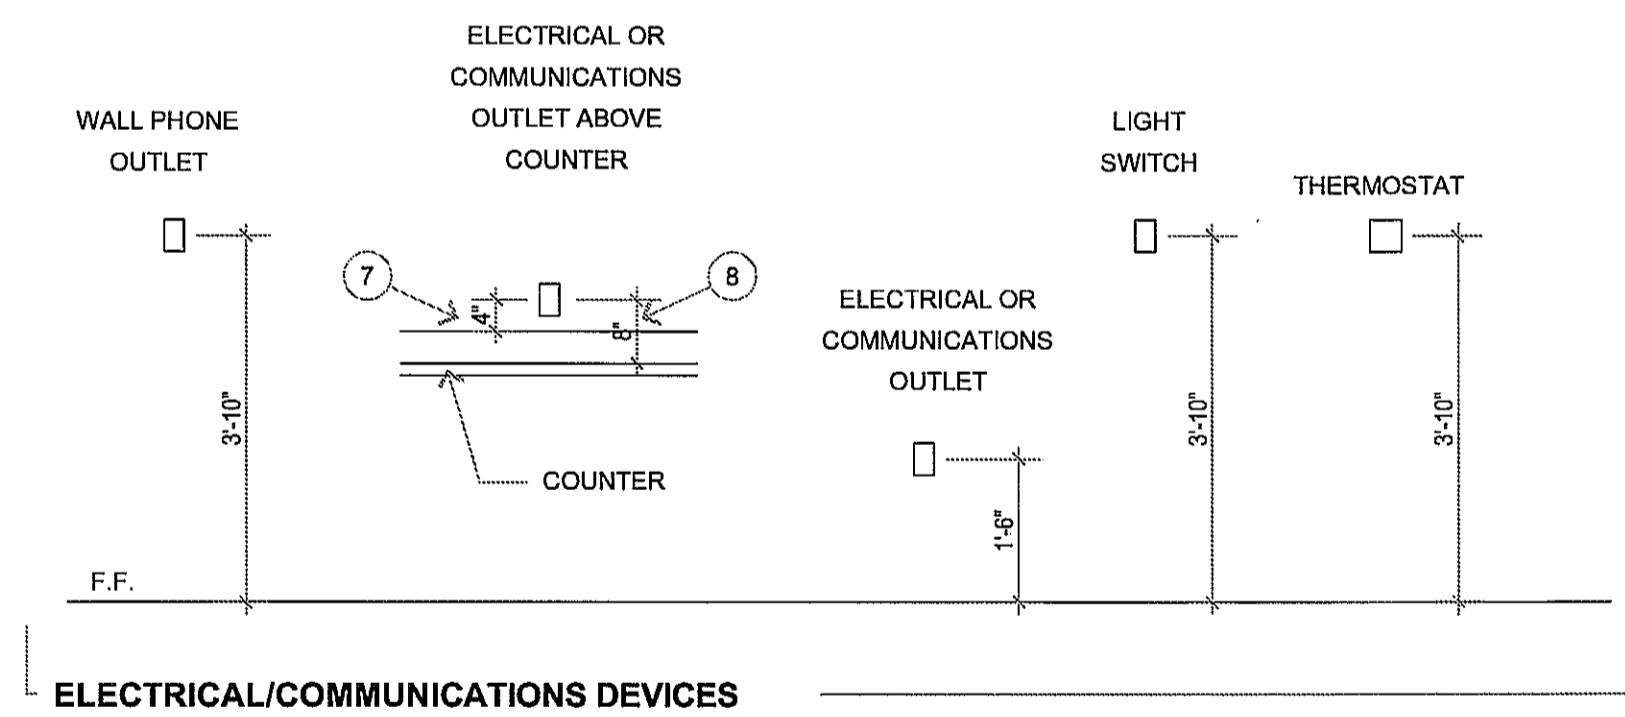 ELECTRICAL OR
COMMUNICATIONS
OUTLET ABOVE
COUNTER
WALL PHONE
OUTLET
LIGHT
SWITCH
THERMOSTAT
7
8
4"
8"
ELECTRICAL OR
COMMUNICATIONS
OUTLET
3'-10"
3'-10"
3'-10"
COUNTER
1'-6"
F.F.
ELECTRICAL/COMMUNICATIONS DEVICES